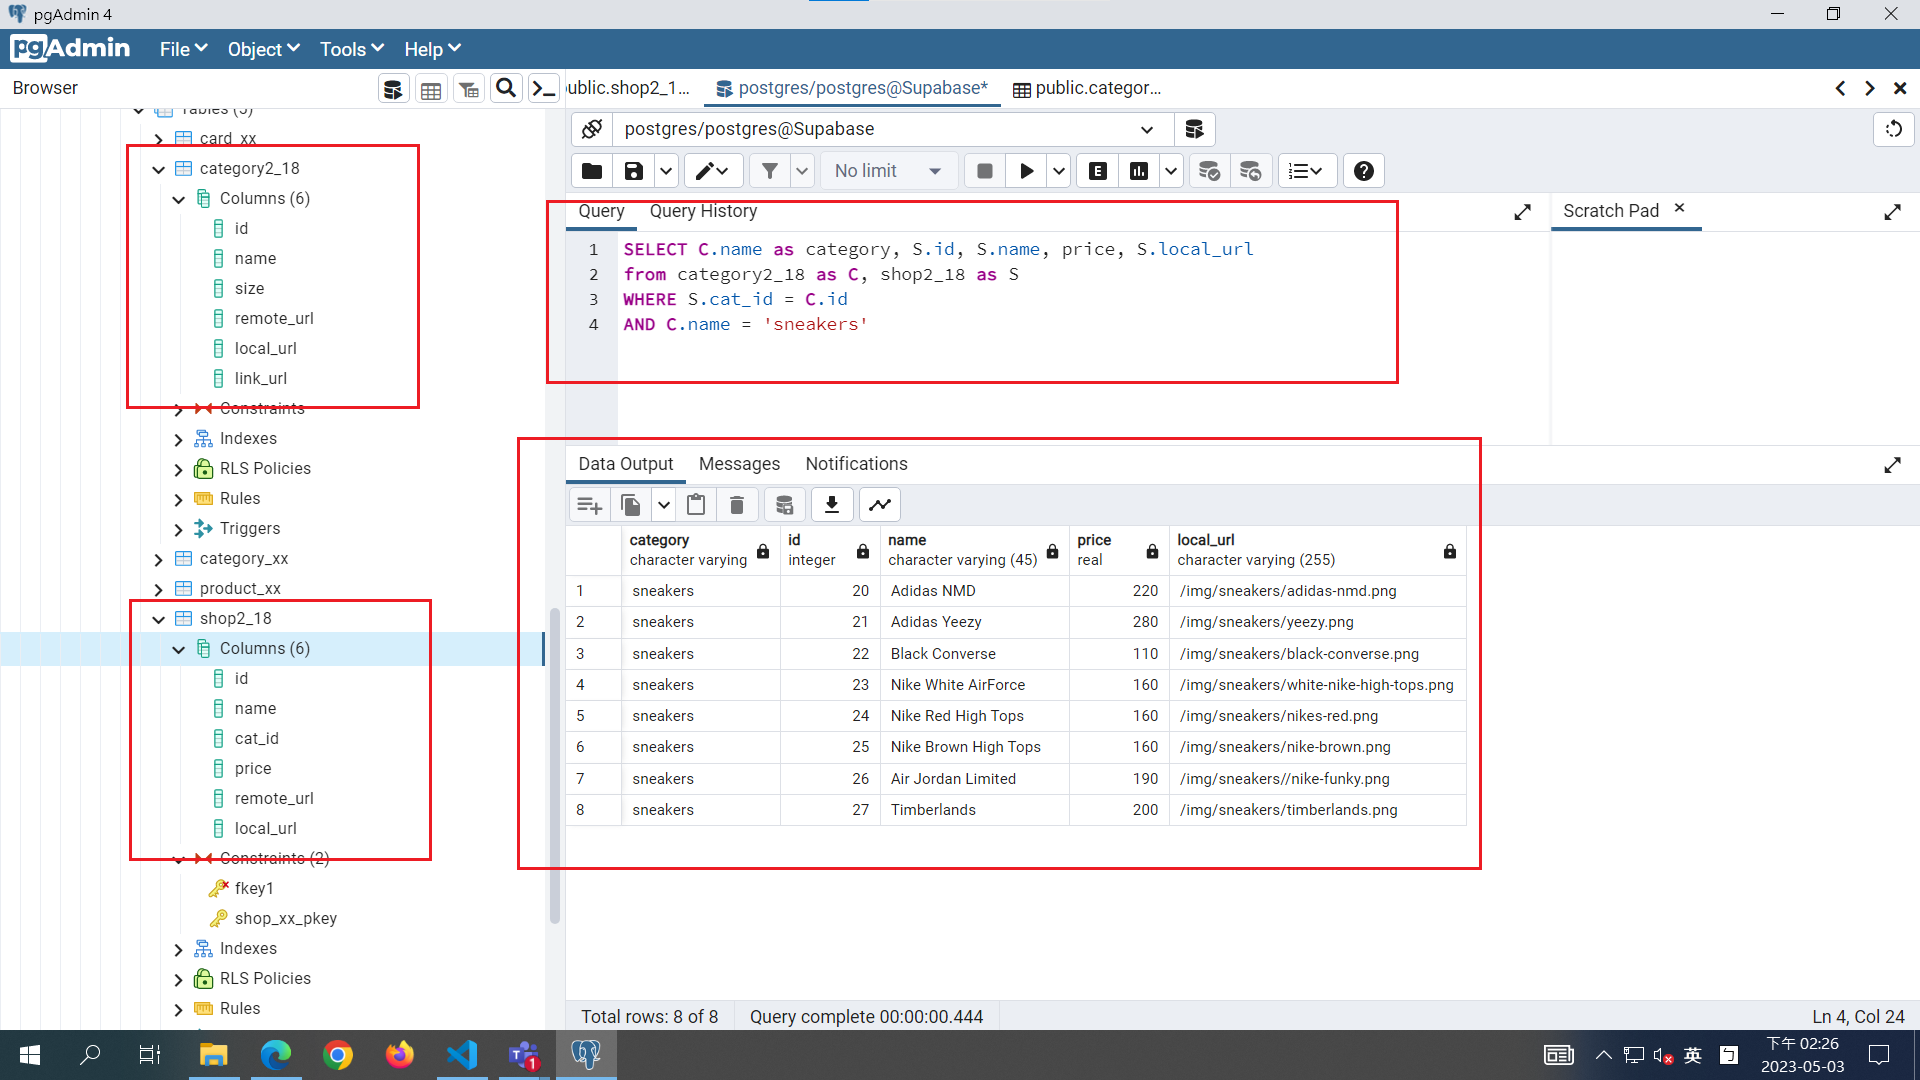 pgAdmin 4
pgAdmin File Object Tools Help
Browser
public.shop2_1... postgres/postgres@Supabase* public.categor...
postgres/postgres@Supabase
No limit
E
Query Query History
Scratch Pad
1 SELECT C.name as category, S.id, S.name, price, S.local_url
2 from category2_18 as C, shop2_18 as S
3 WHERE S.cat_id = C.id
4 AND C.name = 'sneakers'
Tables (5)
card_xx
category2_18
Columns (6)
id
name
size
remote_url
local_url
link_url
Constraints
Indexes
RLS Policies
Rules
Triggers
category_xx
product_xx
shop2_18
Columns (6)
id
name
cat_id
price
remote_url
local_url
Constraints (2)
fkey1
shop_xx_pkey
Indexes
RLS Policies
Rules
Data Output Messages Notifications
category id name price local_url
character varying integer character varying (45) real character varying (255)
1 sneakers 20 Adidas NMD 220 /img/sneakers/adidas-nmd.png
2 sneakers 21 Adidas Yeezy 280 /img/sneakers/yeezy.png
3 sneakers 22 Black Converse 110 /img/sneakers/black-converse.png
4 sneakers 23 Nike White AirForce 160 /img/sneakers/white-nike-high-tops.png
5 sneakers 24 Nike Red High Tops 160 /img/sneakers/nikes-red.png
6 sneakers 25 Nike Brown High Tops 160 /img/sneakers/nike-brown.png
7 sneakers 26 Air Jordan Limited 190 /img/sneakers//nike-funky.png
8 sneakers 27 Timberlands 200 /img/sneakers/timberlands.png
Total rows: 8 of 8 Query complete 00:00:00.444 Ln 4, Col 24
1
英 ㄅ
下午 02:26
2023-05-03